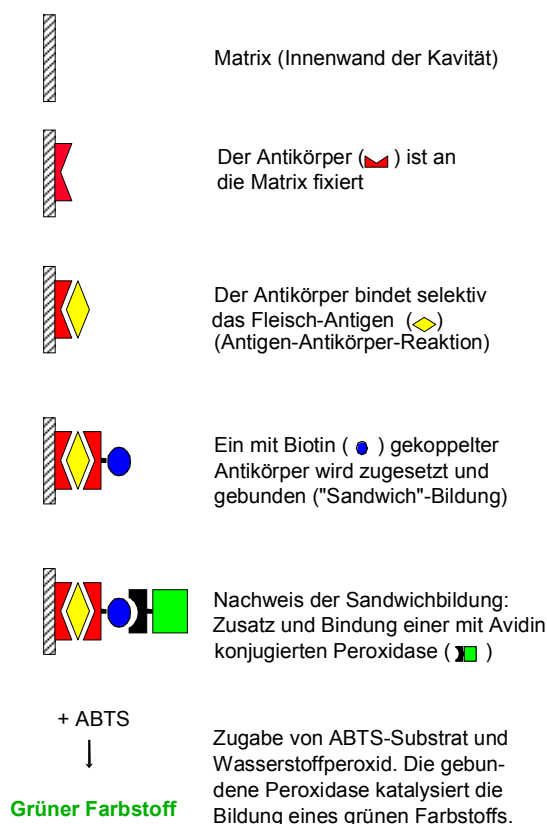 Matrix (Innenwand der Kavität)
Der Antikörper ( ) ist an
die Matrix fixiert
Der Antikörper bindet selektiv
das Fleisch-Antigen ( )
(Antigen-Antikörper-Reaktion)
Ein mit Biotin ( ) gekoppelter
Antikörper wird zugesetzt und
gebunden ("Sandwich"-Bildung)
Nachweis der Sandwichbildung:
Zusatz und Bindung einer mit Avidin
konjugierten Peroxidase ( )
+ ABTS
Grüner Farbstoff
Zugabe von ABTS-Substrat und
Wasserstoffperoxid. Die gebun-
dene Peroxidase katalysiert die
Bildung eines grünen Farbstoffs.